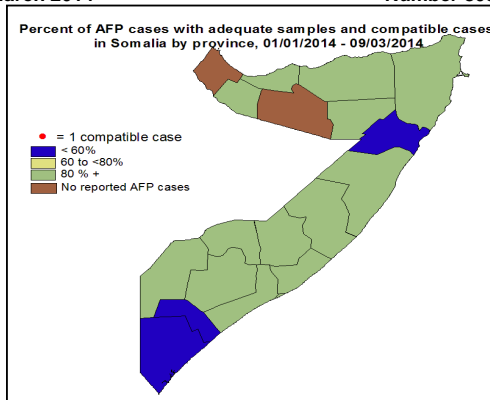 Percent of AFP cases with adequate samples and compatible cases
in Somalia by province, 01/01/2014 - 09/03/2014
= 1 compatible case
< 60%
60 to <80%
80 % +
No reported AFP cases